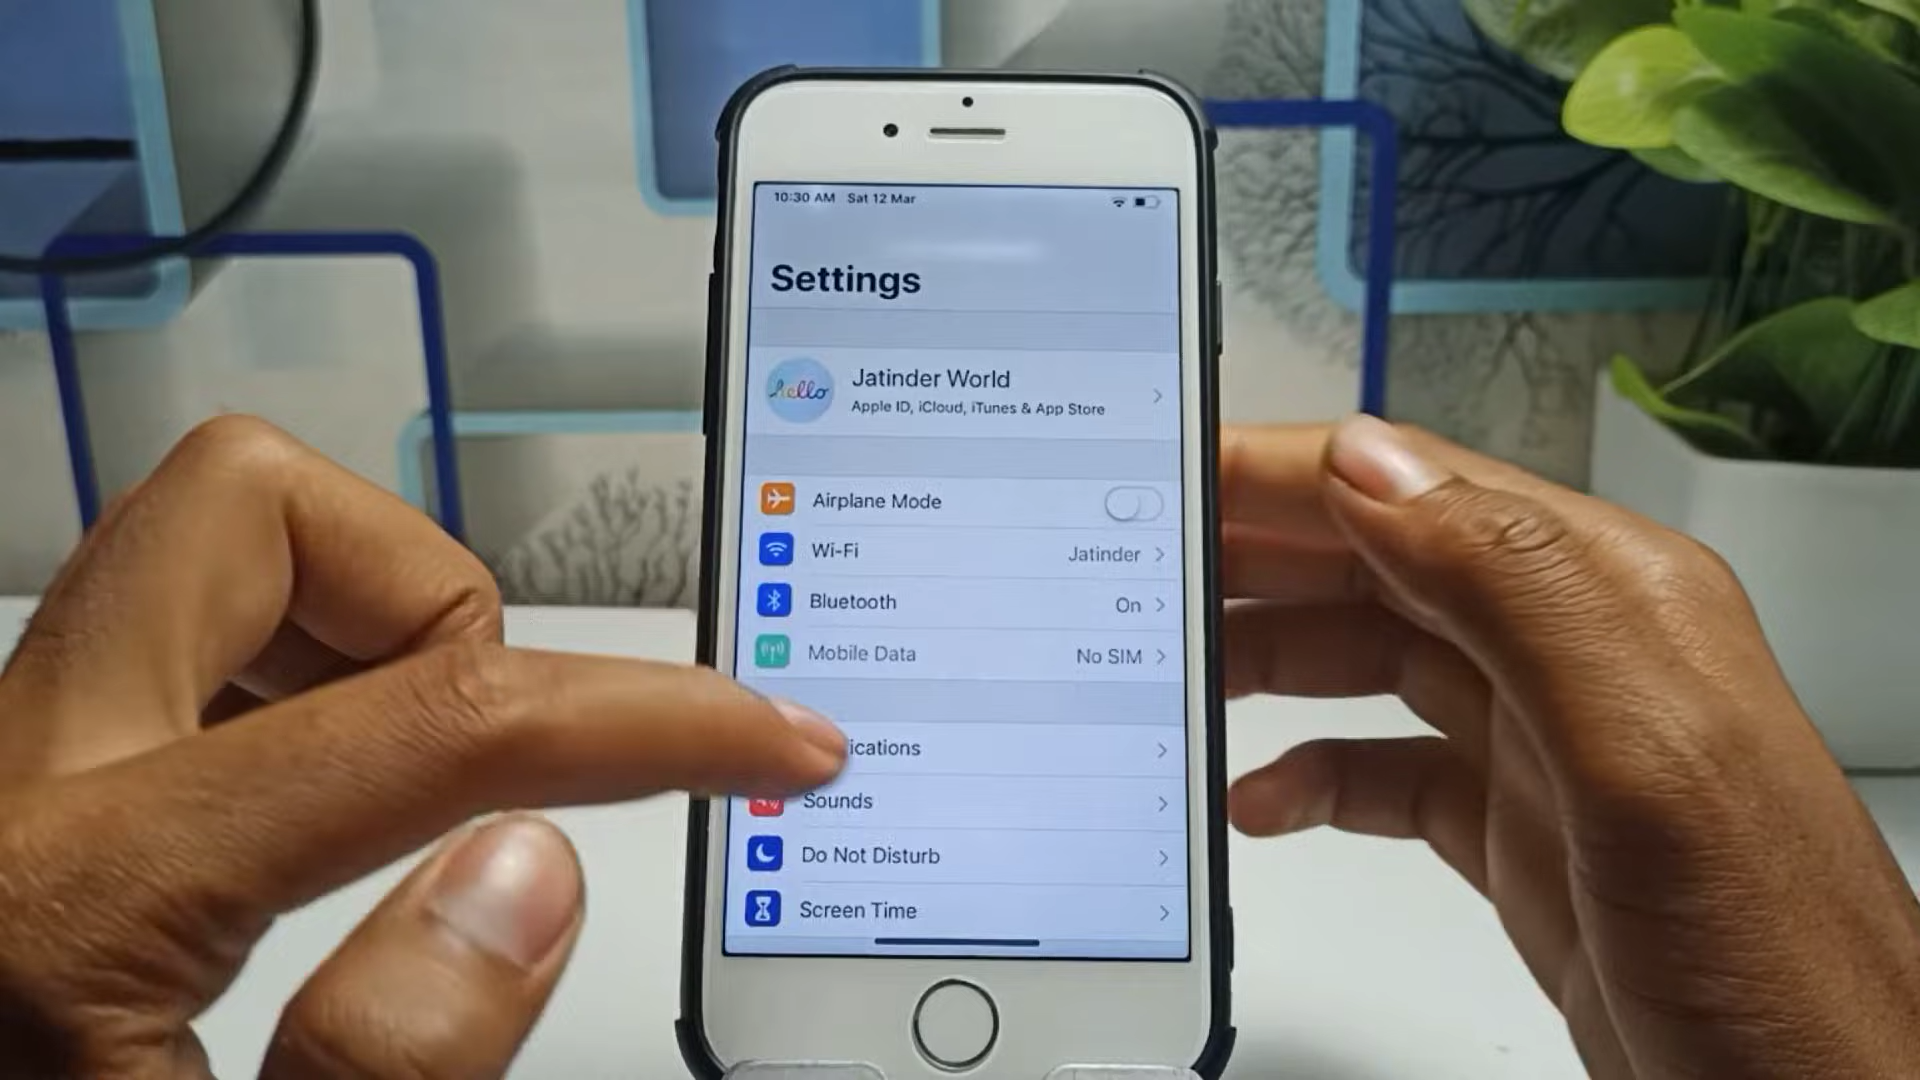 10:30 AM Sat 12 Mar
Settings
hello
Jatinder World
Apple ID, iCloud, iTunes & App Store
Airplane Mode
Wi-Fi Jatinder
Bluetooth On
Mobile Data No SIM
ications
Sounds
Do Not Disturb
Screen Time